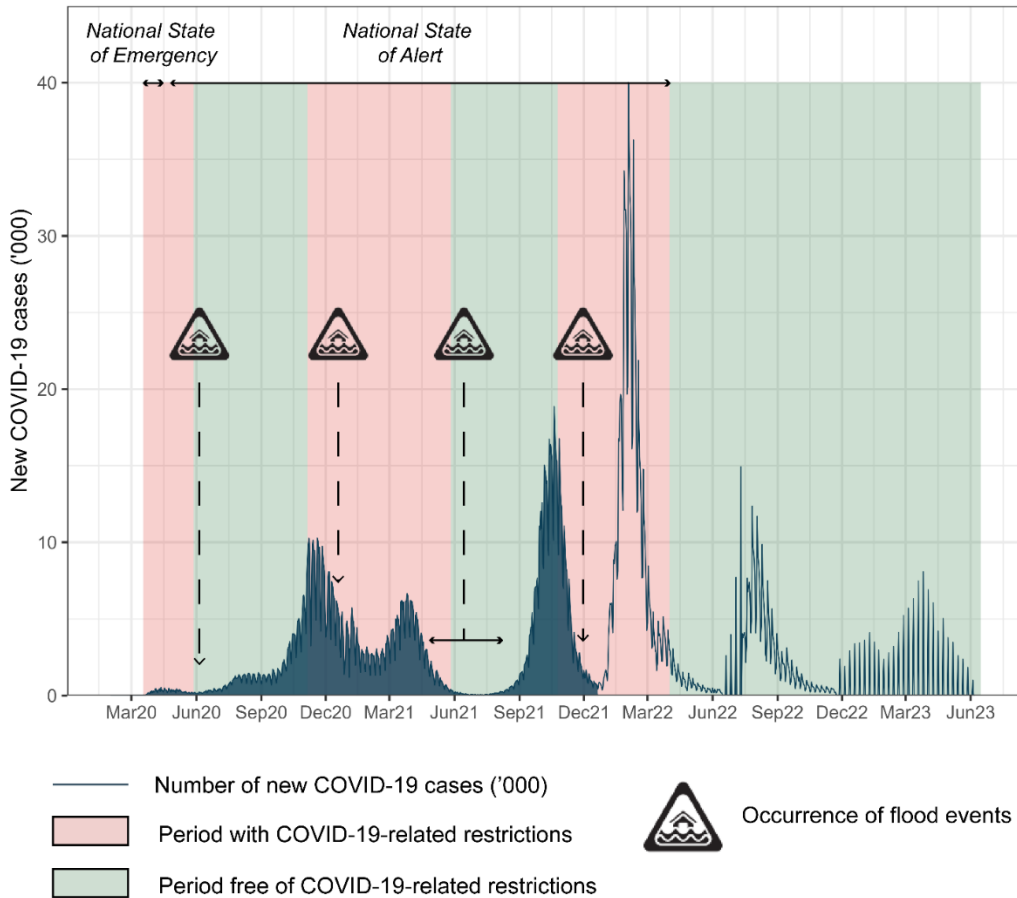 National State
of Emergency
National State
of Alert
New COVID-19 cases ('000)
40
30
20
10
0
Mar20 Jun20 Sep20 Dec20 Mar21 Jun21 Sep21 Dec21 Mar22 Jun22 Sep22 Dec22 Mar23 Jun23
Number of new COVID-19 cases ('000)
Period with COVID-19-related restrictions
Period free of COVID-19-related restrictions
Occurrence of flood events